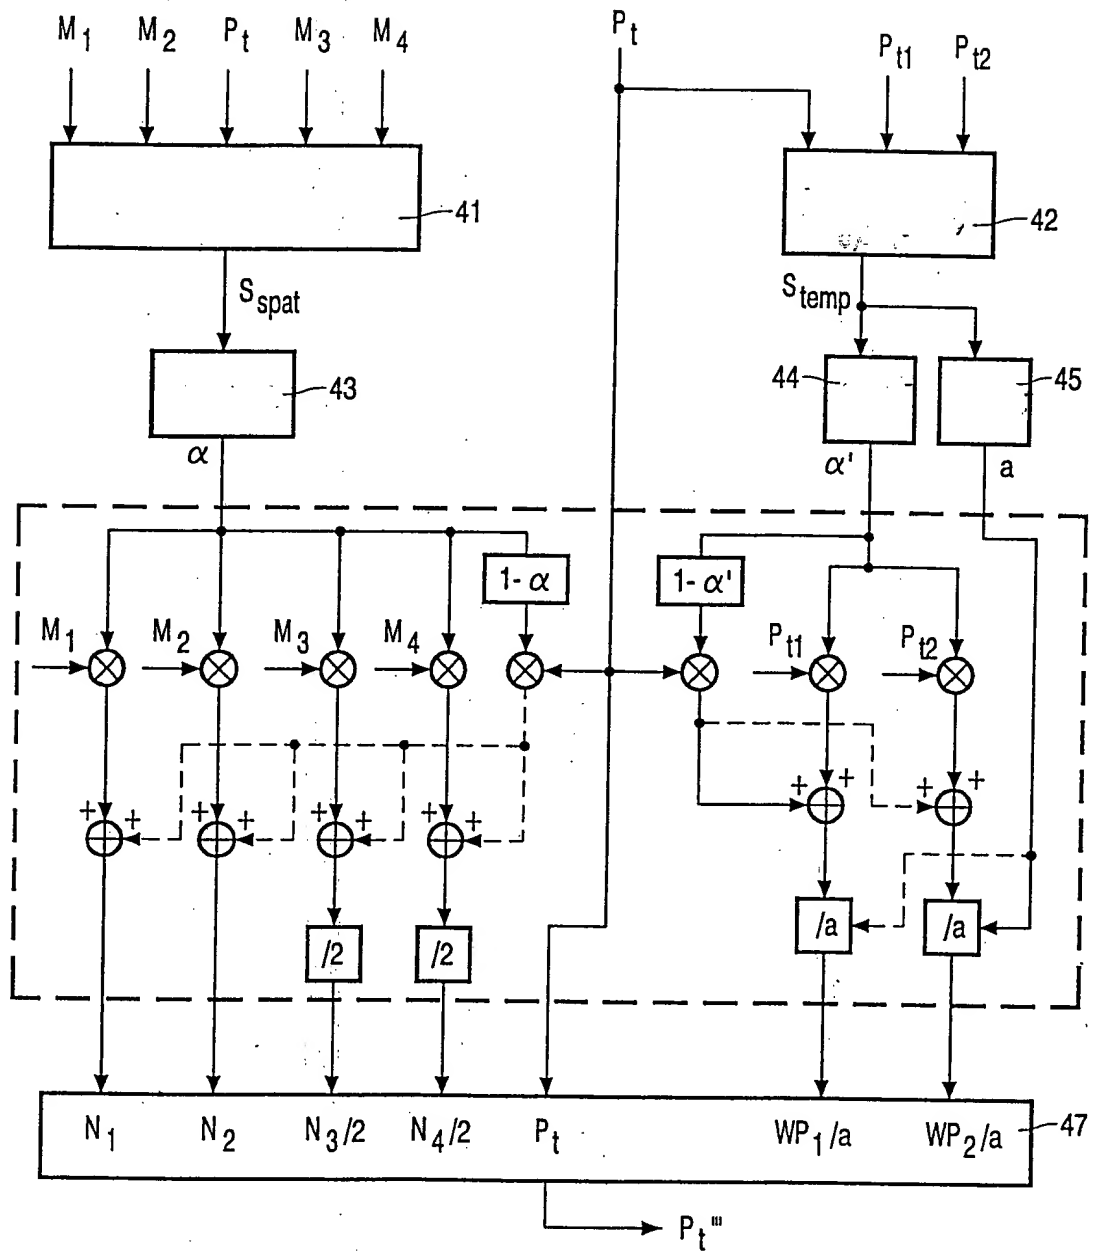 M1 M2 Pt M3 M4 Pt Pt1 Pt2
41 42
Sspat Stemp
43 44 45
α α' a
1-α 1-α'
M1 M2 M3 M4 Pt1 Pt2
+ + + +
+ + + + + + + +
/a /a
/2 /2
N1 N2 N3/2 N4/2 Pt WP1/a WP2/a 47
Pt'''